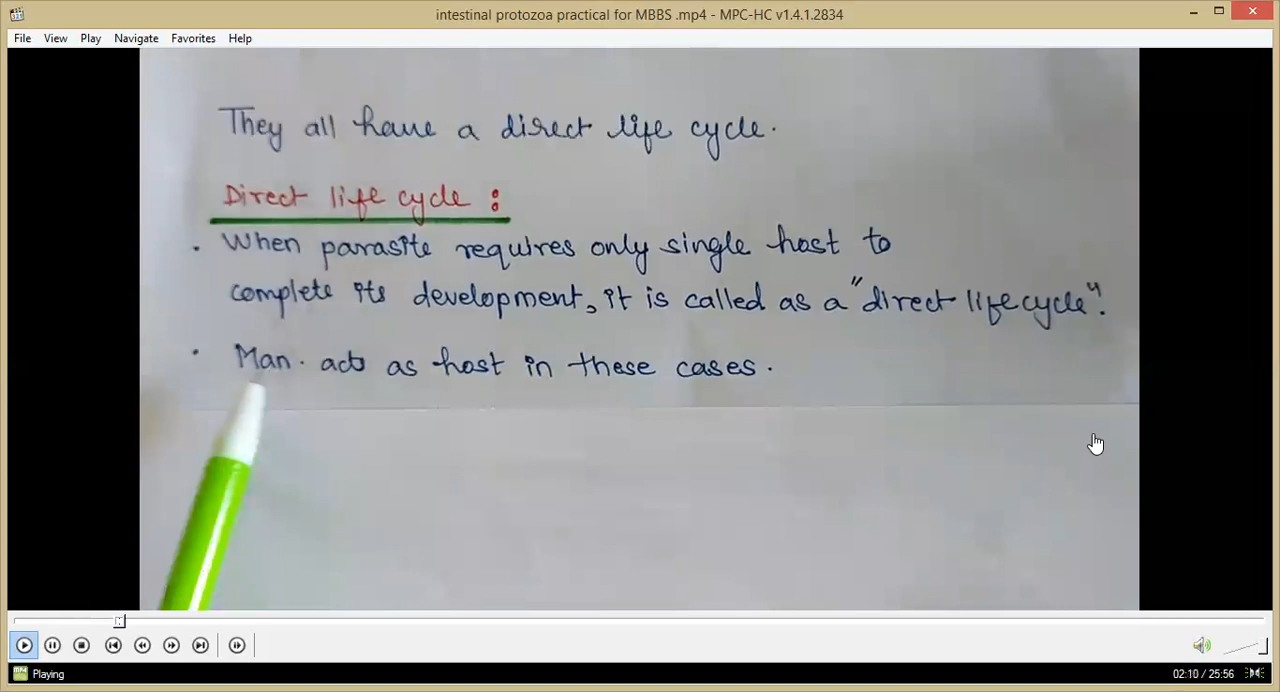 intestinal protozoa practical for MBBS .mp4 - MPC-HC v1.4.1.2834
File View Play Navigate Favorites Help
They all have a direct life cycle.
Direct life cycle :
• When parasite requires only single host to
complete its development, it is called as a "direct lifecycle".
• Man. acts as host in these cases.
Playing
02:10 / 25:56